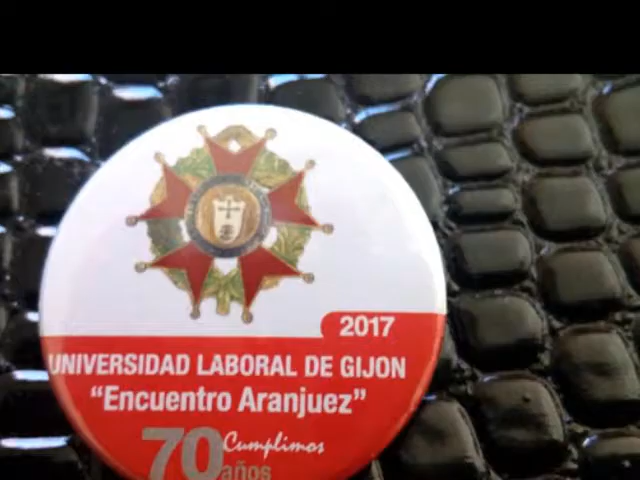 2017
UNIVERSIDAD LABORAL DE GIJON
“Encuentro Aranjuez”
70 Cumplimos
años